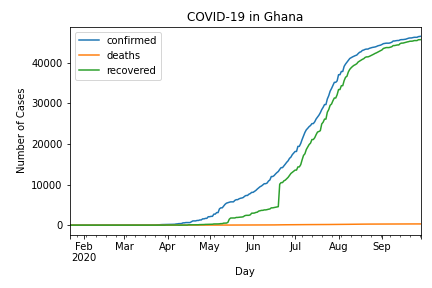 COVID-19 in Ghana
confirmed
deaths
recovered
Number of Cases
40000
30000
20000
10000
0
Feb Mar Apr May Jun Jul Aug Sep
2020
Day